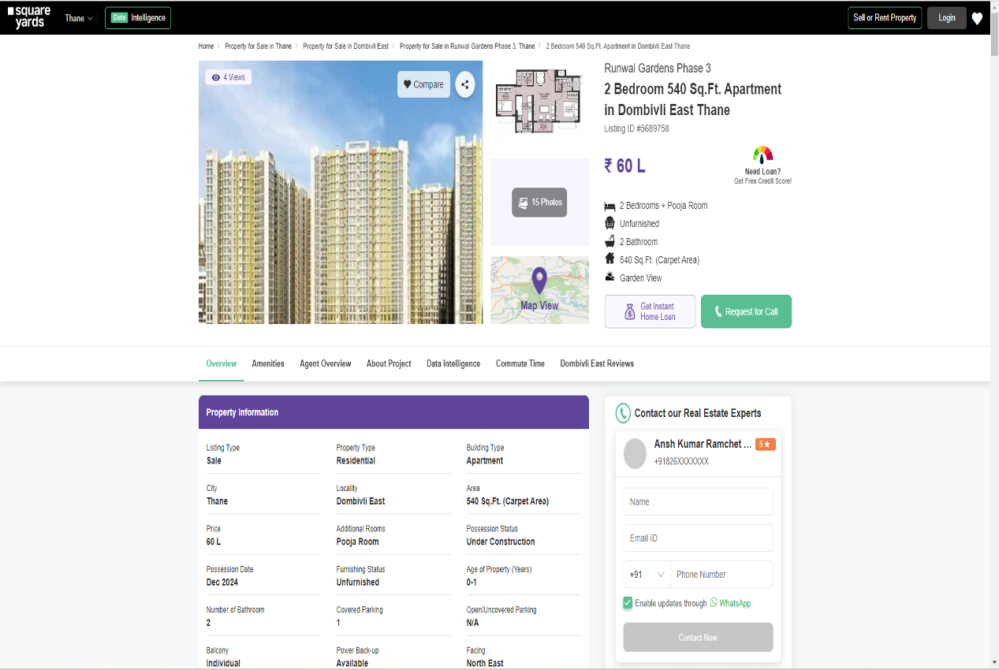 square
yards
Thane
Data Intelligence
Sell or Rent Property
Login
Home
Property for Sale in Thane
Property for Sale in Dombivli East
Property for Sale in Runwal Gardens Phase 3, Thane
2 Bedroom 540 Sq.Ft. Apartment in Dombivli East Thane
4 Views
Compare
15 Photos
Map View
Runwal Gardens Phase 3
2 Bedroom 540 Sq.Ft. Apartment
in Dombivli East Thane
Listing ID #5689758
₹ 60 L
Need Loan?
Get Free Credit Score!
2 Bedrooms + Pooja Room
Unfurnished
2 Bathroom
540 Sq.Ft. (Carpet Area)
Garden View
Get Instant
Home Loan
Request for Call
Overview
Amenities
Agent Overview
About Project
Data Intelligence
Commute Time
Dombivli East Reviews
Property Information
Listing Type
Sale
Property Type
Residential
Building Type
Apartment
City
Thane
Locality
Dombivli East
Area
540 Sq.Ft. (Carpet Area)
Price
60 L
Additional Rooms
Pooja Room
Possession Status
Under Construction
Possession Date
Dec 2024
Furnishing Status
Unfurnished
Age of Property (Years)
0-1
Number of Bathroom
2
Covered Parking
1
Open/Uncovered Parking
N/A
Balcony
Individual
Power Back-up
Available
Facing
North East
Contact our Real Estate Experts
Ansh Kumar Ramchet ...
5★
+91826XXXXXXX
Name
Email ID
+91
Phone Number
Enable updates through WhatsApp
Contact Now